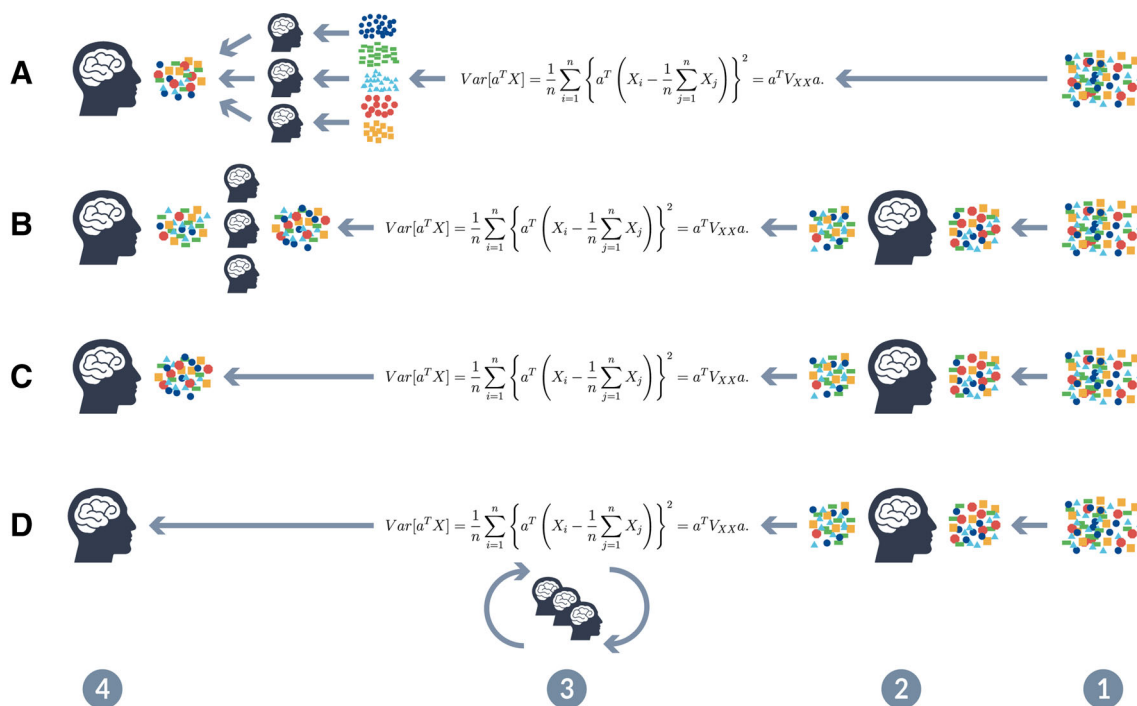 A
Var[a^T X] = \frac{1}{n} \sum_{i=1}^{n} \left\{ a^T \left( X_i - \frac{1}{n} \sum_{j=1}^{n} X_j \right) \right\}^2 = a^T V_{XX} a.
B
Var[a^T X] = \frac{1}{n} \sum_{i=1}^{n} \left\{ a^T \left( X_i - \frac{1}{n} \sum_{j=1}^{n} X_j \right) \right\}^2 = a^T V_{XX} a.
C
Var[a^T X] = \frac{1}{n} \sum_{i=1}^{n} \left\{ a^T \left( X_i - \frac{1}{n} \sum_{j=1}^{n} X_j \right) \right\}^2 = a^T V_{XX} a.
D
Var[a^T X] = \frac{1}{n} \sum_{i=1}^{n} \left\{ a^T \left( X_i - \frac{1}{n} \sum_{j=1}^{n} X_j \right) \right\}^2 = a^T V_{XX} a.
4 3 2 1